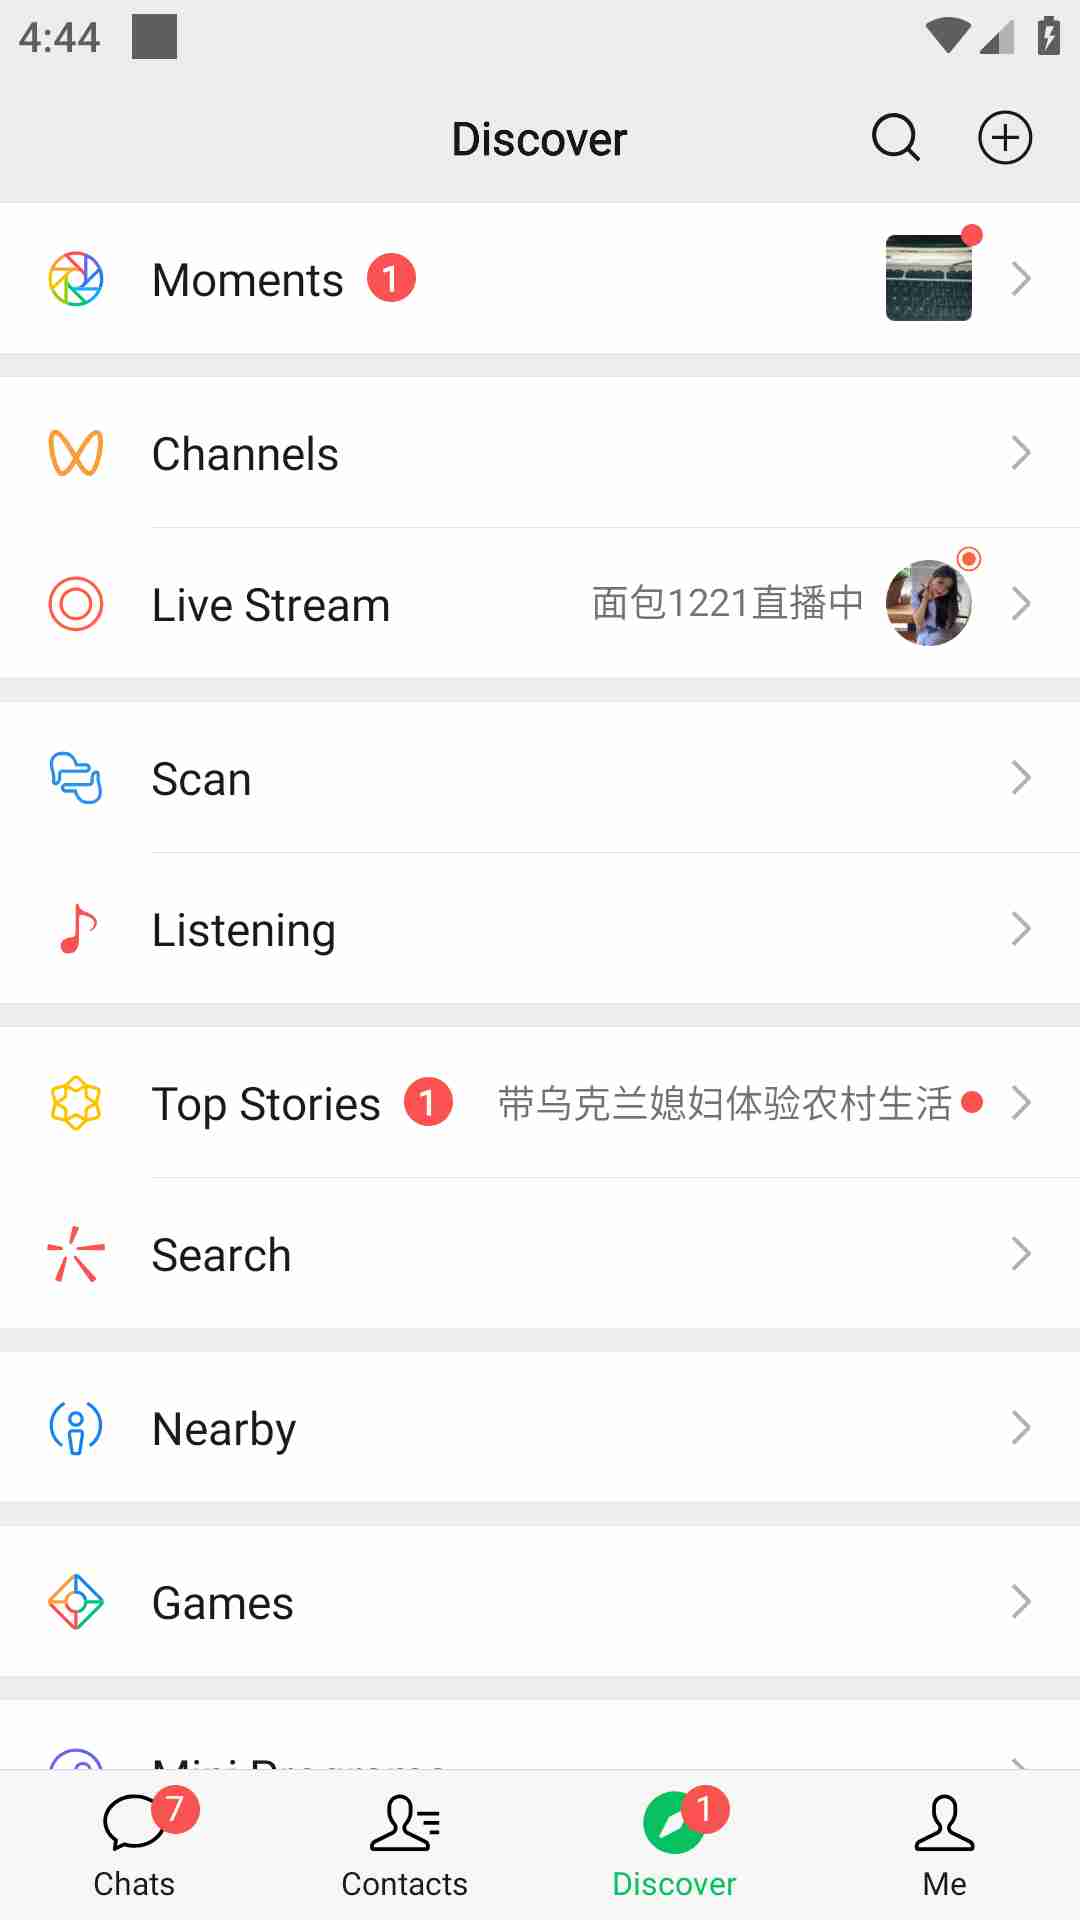 4:44
Discover
Moments 1
Channels
Live Stream 面包1221直播中
Scan
Listening
Top Stories 1 带乌克兰媳妇体验农村生活
Search
Nearby
Games
Mini Programs
7 1
Chats Contacts Discover Me